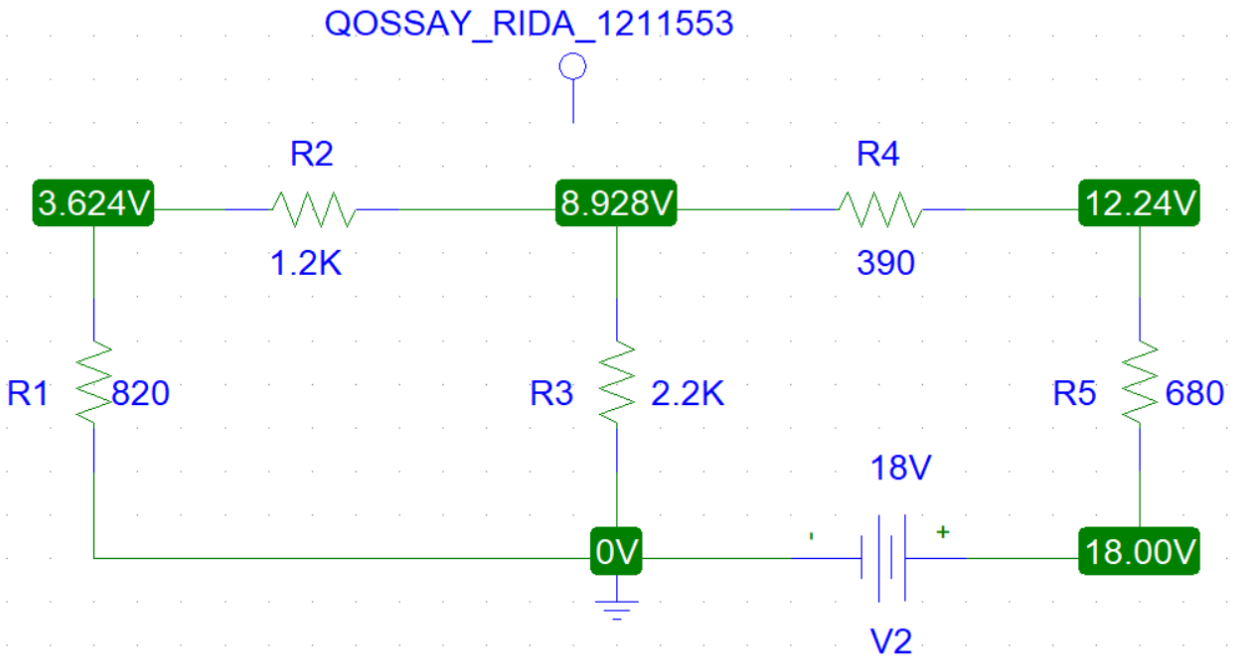 QOSSAY_RIDA_1211553
R2
R4
3.624V
8.928V
12.24V
1.2K
390
R1
820
R3
2.2K
R5
680
18V
-
+
0V
18.00V
V2